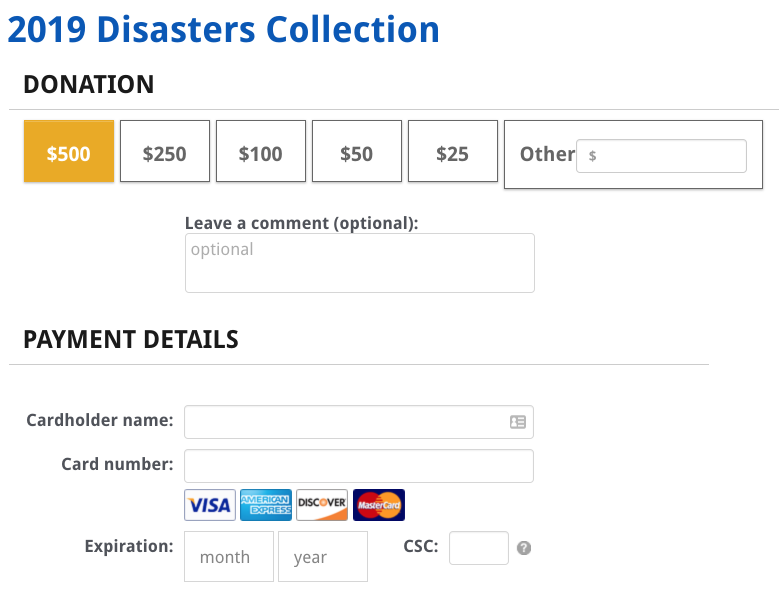 2019 Disasters Collection
DONATION
$500 $250 $100 $50 $25 Other $
Leave a comment (optional):
optional
PAYMENT DETAILS
Cardholder name:
Card number:
VISA AMERICAN EXPRESS DISCOVER MasterCard
Expiration: month year CSC: ?